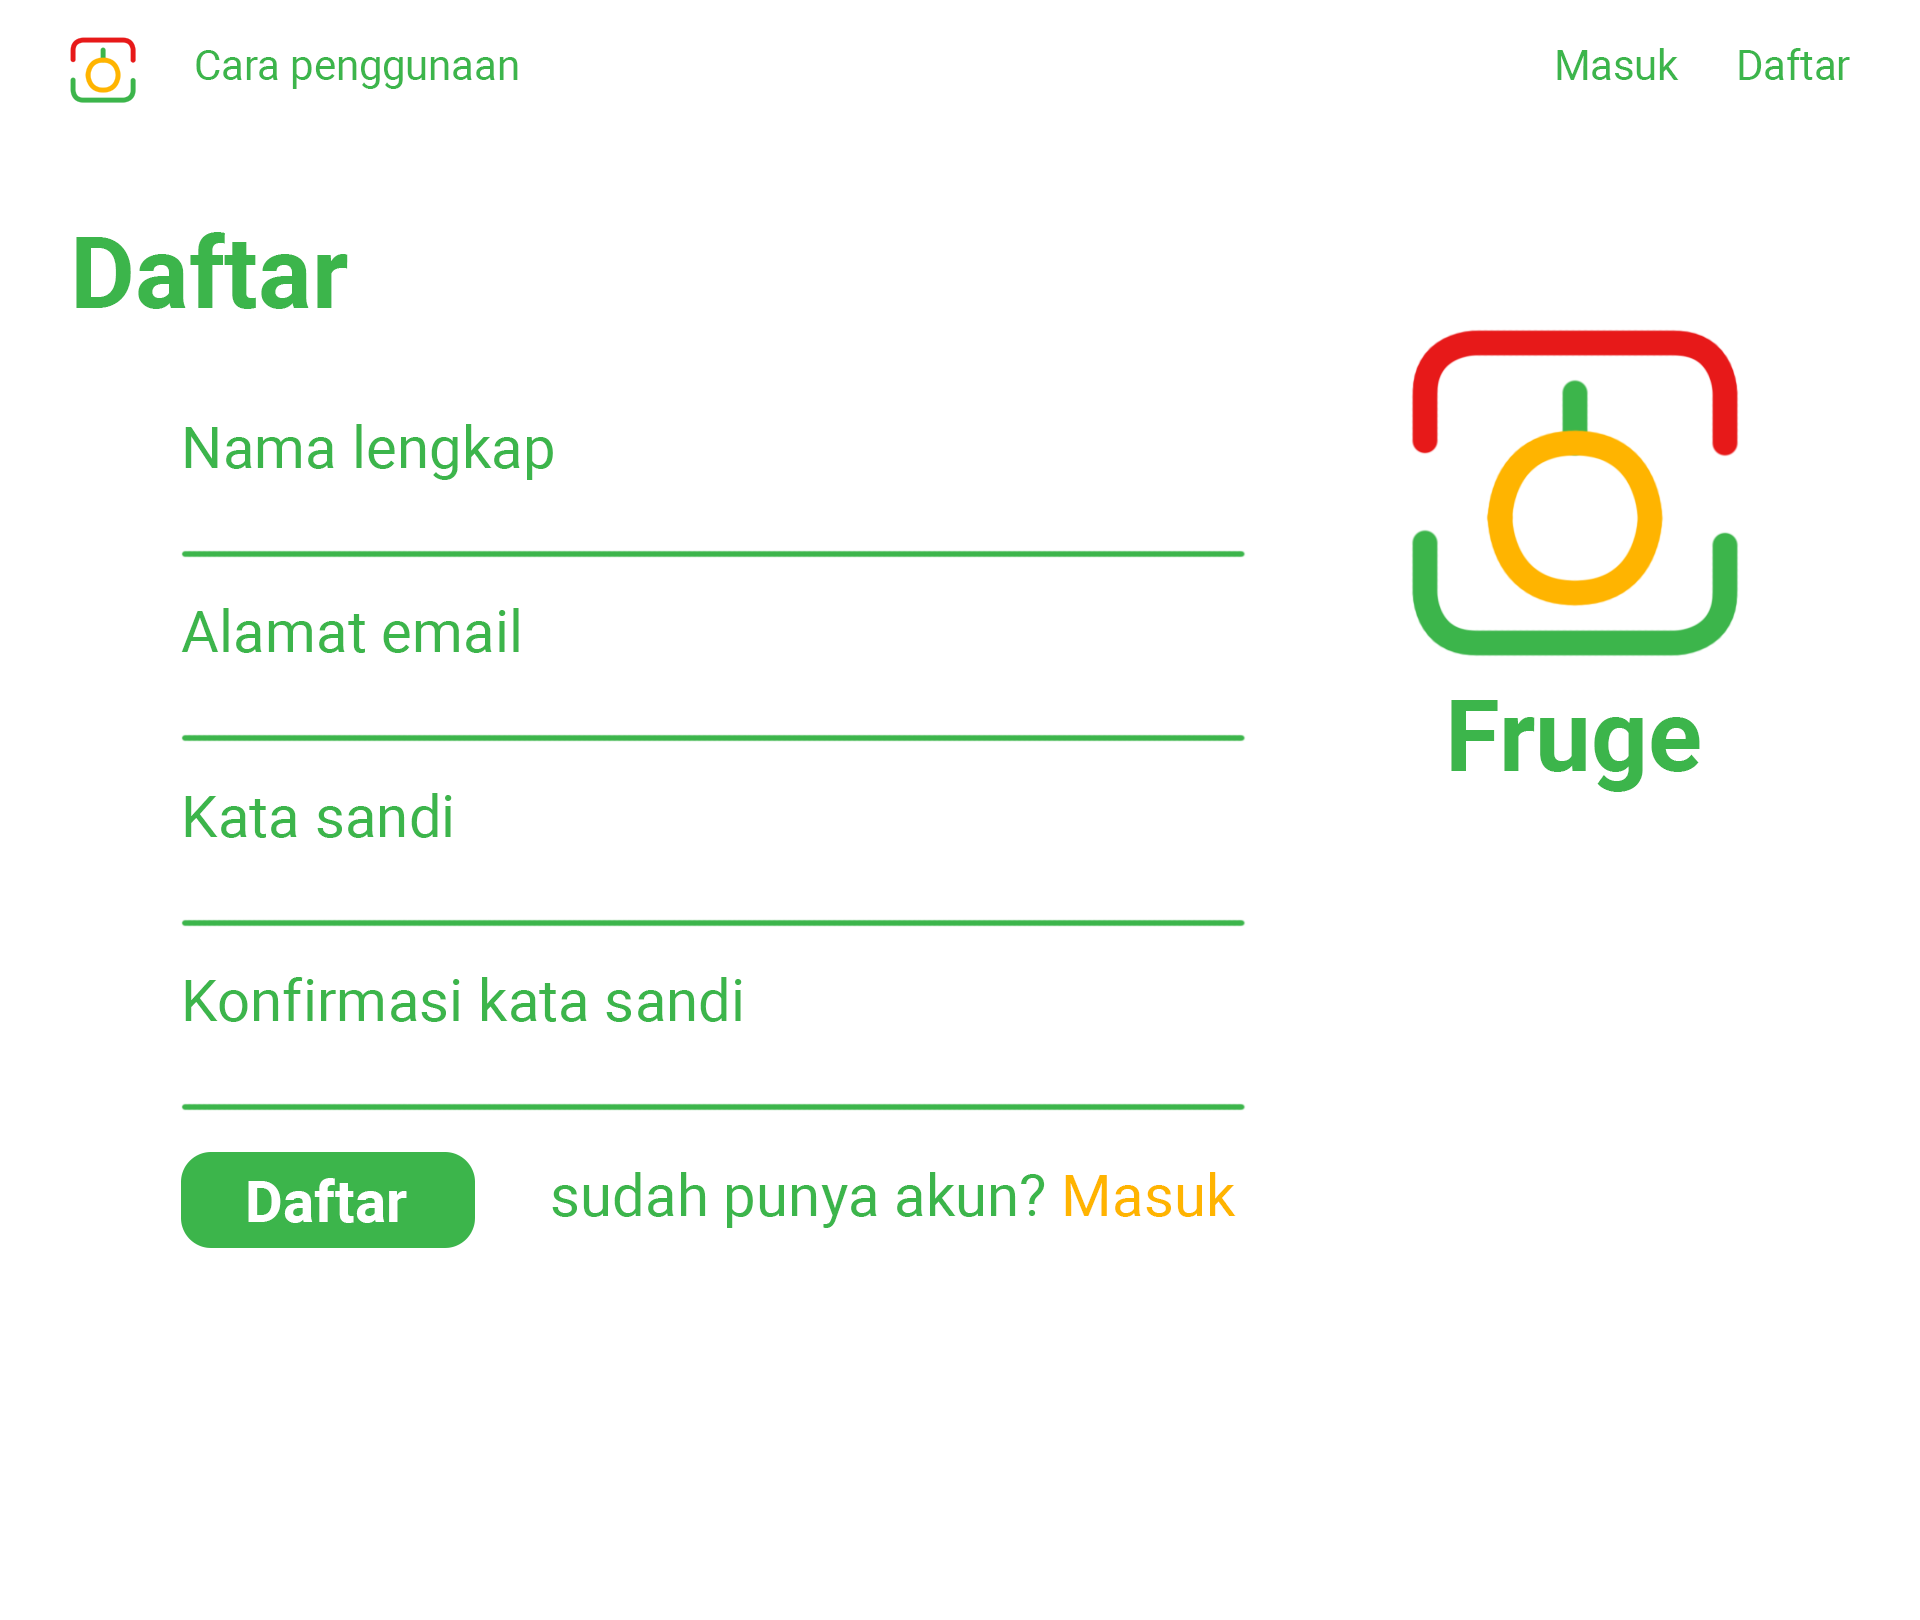 Cara penggunaan
Masuk
Daftar
Daftar
Nama lengkap
Alamat email
Kata sandi
Konfirmasi kata sandi
Daftar
sudah punya akun? Masuk
Fruge